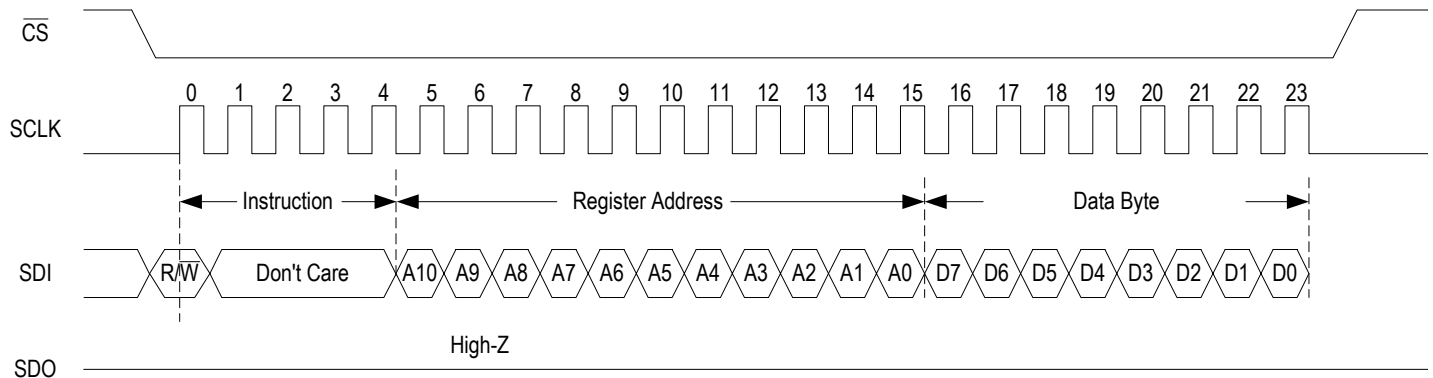 CS
0 1 2 3 4 5 6 7 8 9 10 11 12 13 14 15 16 17 18 19 20 21 22 23
SCLK
Instruction Register Address Data Byte
SDI R/W Don't Care A10 A9 A8 A7 A6 A5 A4 A3 A2 A1 A0 D7 D6 D5 D4 D3 D2 D1 D0
High-Z
SDO